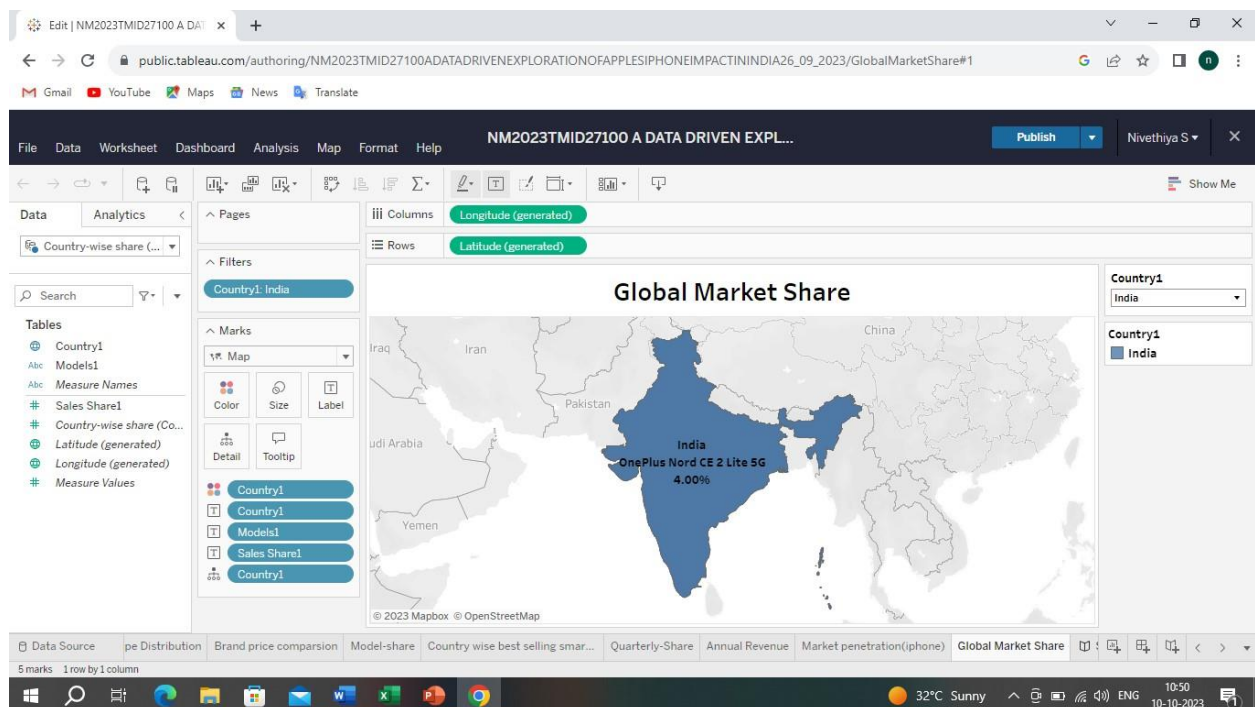 Edit | NM2023TMID27100 A DAT
public.tableau.com/authoring/NM2023TMID27100ADATADRIVENEXPLORATIONOFAPPLESIPHONEIMPACTININDIA26_09_2023/GlobalMarketShare#1
G
n
Gmail YouTube Maps News Translate
NM2023TMID27100 A DATA DRIVEN EXPL...
Publish
Nivethiya S
File Data Worksheet Dashboard Analysis Map Format Help
Show Me
Data Analytics
Country-wise share (...
Search
Tables
Country1
Abc Models1
Abc Measure Names
# Sales Share1
# Country-wise share (Co...
Latitude (generated)
Longitude (generated)
# Measure Values
Pages
Filters
Country1: India
Marks
Map
Color Size Label
Detail Tooltip
Country1
Country1
Models1
Sales Share1
Country1
iii Columns Longitude (generated)
Rows Latitude (generated)
Global Market Share
Iraq
Iran
China
Pakistan
udi Arabia
Yemen
India
OnePlus Nord CE 2 Lite 5G
4.00%
© 2023 Mapbox © OpenStreetMap
Country1
India
Country1
India
Data Source pe Distribution Brand price comparsion Model-share Country wise best selling smar... Quarterly-Share Annual Revenue Market penetration(iphone) Global Market Share
5 marks 1 row by 1 column
32°C Sunny ENG 10:50
10-10-2023